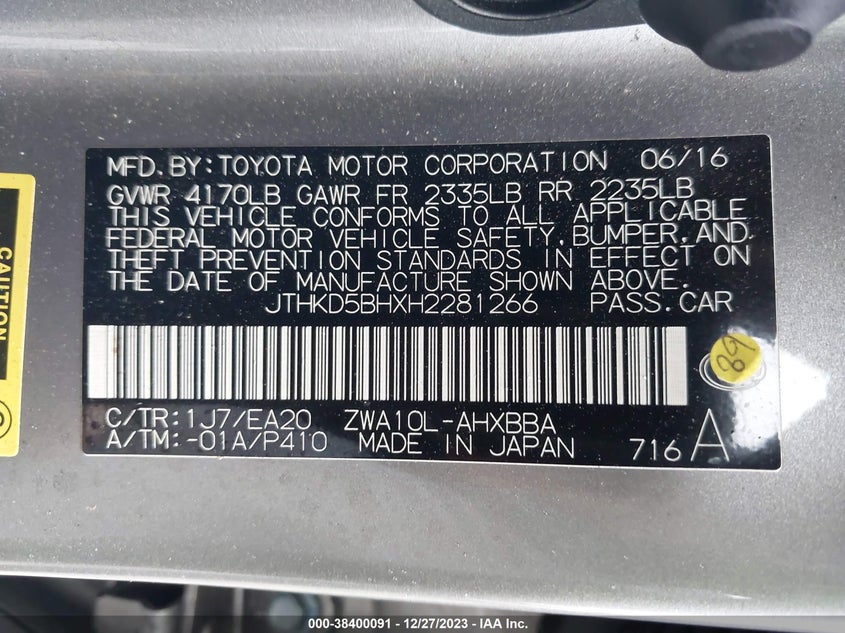 MFD.BY:TOYOTA MOTOR CORPORATION 06/16
GVWR 4170LB GAWR FR 2335LB RR 2235LB
THIS VEHICLE CONFORMS TO ALL APPLICABLE
FEDERAL MOTOR VEHICLE SAFETY,BUMPER,AND
THEFT PREVENTION STANDARDS IN EFFECT ON
THE DATE OF MANUFACTURE SHOWN ABOVE.
JTHKD5BHXH2281266 PASS.CAR
C/TR:1J7/EA20 ZWA10L-AHXBBA
A/TM:-01A/P410 MADE IN JAPAN 716 A
CAUTION
000-38400091 - 12/27/2023 - IAA Inc.